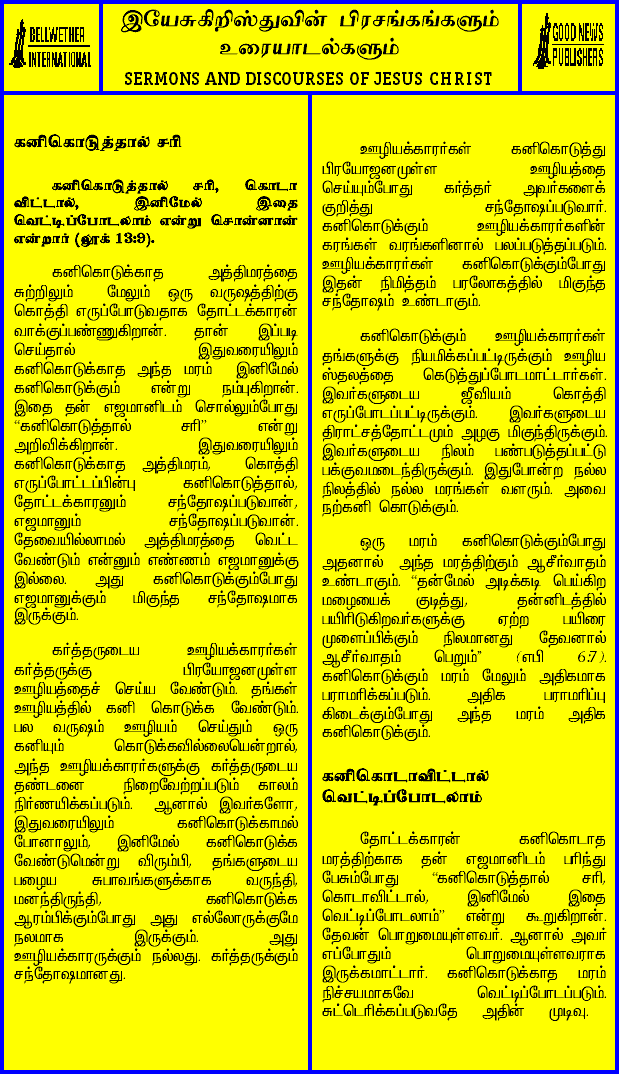 BELLWETHER
INTERNATIONAL
இயேசுகிறிஸ்துவின் பிரசங்கங்களும்
உரையாடல்களும்
SERMONS AND DISCOURSES OF JESUS CHRIST
GOOD NEWS
PUBLISHERS
கனிகொடுத்தால் சரி
கனிகொடுத்தால் சரி, கொடா
விட்டால், இனிமேல் இதை
வெட்டிப்போடலாம் என்று சொன்னான்
என்றார் (லூக் 13:9).
கனிகொடுக்காத அத்திமரத்தை
சுற்றிலும் மேலும் ஒரு வருஷத்திற்கு
கொத்தி எருப்போடுவதாக தோட்டக்காரன்
வாக்குப்பண்ணுகிறான். தான் இப்படி
செய்தால் இதுவரையிலும்
கனிகொடுக்காத அந்த மரம் இனிமேல்
கனிகொடுக்கும் என்று நம்புகிறான்.
இதை தன் எஜமானிடம் சொல்லும்போது
“கனிகொடுத்தால் சரி” என்று
அறிவிக்கிறான். இதுவரையிலும்
கனிகொடுக்காத அத்திமரம், கொத்தி
எருப்போட்டப்பின்பு கனிகொடுத்தால்,
தோட்டக்காரனும் சந்தோஷப்படுவான்,
எஜமானும் சந்தோஷப்படுவான்.
தேவையில்லாமல் அத்திமரத்தை வெட்ட
வேண்டும் என்னும் எண்ணம் எஜமானுக்கு
இல்லை. அது கனிகொடுக்கும்போது
எஜமானுக்கும் மிகுந்த சந்தோஷமாக
இருக்கும்.
கர்த்தருடைய ஊழியக்காரர்கள்
கர்த்தருக்கு பிரயோஜனமுள்ள
ஊழியத்தைச் செய்ய வேண்டும். தங்கள்
ஊழியத்தில் கனி கொடுக்க வேண்டும்.
பல வருஷம் ஊழியம் செய்தும் ஒரு
கனியும் கொடுக்கவில்லையென்றால்,
அந்த ஊழியக்காரர்களுக்கு கர்த்தருடைய
தண்டனை நிறைவேற்றப்படும் காலம்
நிர்ணயிக்கப்படும். ஆனால் இவர்களோ,
இதுவரையிலும் கனிகொடுக்காமல்
போனாலும், இனிமேல் கனிகொடுக்க
வேண்டுமென்று விரும்பி, தங்களுடைய
பழைய சுபாவங்களுக்காக வருந்தி,
மனந்திருந்தி, கனிகொடுக்க
ஆரம்பிக்கும்போது அது எல்லோருக்குமே
நலமாக இருக்கும். அது
ஊழியக்காரருக்கும் நல்லது. கர்த்தருக்கும்
சந்தோஷமானது.
ஊழியக்காரர்கள் கனிகொடுத்து
பிரயோஜனமுள்ள ஊழியத்தை
செய்யும்போது கர்த்தர் அவர்களைக்
குறித்து சந்தோஷப்படுவார்.
கனிகொடுக்கும் ஊழியக்காரர்களின்
கரங்கள் வரங்களினால் பலப்படுத்தப்படும்.
ஊழியக்காரர்கள் கனிகொடுக்கும்போது
இதன் நிமித்தம் பரலோகத்தில் மிகுந்த
சந்தோஷம் உண்டாகும்.
கனிகொடுக்கும் ஊழியக்காரர்கள்
தங்களுக்கு நியமிக்கப்பட்டிருக்கும் ஊழிய
ஸ்தலத்தை கெடுத்துப்போடமாட்டார்கள்.
இவர்களுடைய ஜீவியம் கொத்தி
எருப்போடப்பட்டிருக்கும். இவர்களுடைய
திராட்சத்தோட்டமும் அழகு மிகுந்திருக்கும்.
இவர்களுடைய நிலம் பண்படுத்தப்பட்டு
பக்குவமடைந்திருக்கும். இதுபோன்ற நல்ல
நிலத்தில் நல்ல மரங்கள் வளரும். அவை
நற்கனி கொடுக்கும்.
ஒரு மரம் கனிகொடுக்கும்போது
அதனால் அந்த மரத்திற்கும் ஆசீர்வாதம்
உண்டாகும். “தன்மேல் அடிக்கடி பெய்கிற
மழையைக் குடித்து, தன்னிடத்தில்
பயிரிடுகிறவர்களுக்கு ஏற்ற பயிரை
முளைப்பிக்கும் நிலமானது தேவனால்
ஆசீர்வாதம் பெறும்” (எபி 6:7).
கனிகொடுக்கும் மரம் மேலும் அதிகமாக
பராமரிக்கப்படும். அதிக பராமரிப்பு
கிடைக்கும்போது அந்த மரம் அதிக
கனிகொடுக்கும்.
கனிகொடாவிட்டால்
வெட்டிப்போடலாம்
தோட்டக்காரன் கனிகொடாத
மரத்திற்காக தன் எஜமானிடம் பரிந்து
பேசும்போது “கனிகொடுத்தால் சரி,
கொடாவிட்டால், இனிமேல் இதை
வெட்டிப்போடலாம்” என்று கூறுகிறான்.
தேவன் பொறுமையுள்ளவர். ஆனால் அவர்
எப்போதும் பொறுமையுள்ளவராக
இருக்கமாட்டார். கனிகொடுக்காத மரம்
நிச்சயமாகவே வெட்டிப்போடப்படும்.
சுட்டெரிக்கப்படுவதே அதின் முடிவு.